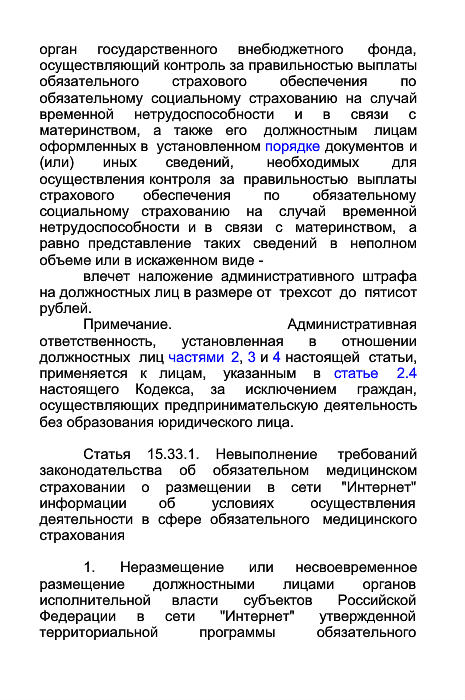 орган государственного внебюджетного фонда,
осуществляющий контроль за правильностью выплаты
обязательного страхового обеспечения по
обязательному социальному страхованию на случай
временной нетрудоспособности и в связи с
материнством, а также его должностным лицам
оформленных в установленном порядке документов и
(или) иных сведений, необходимых для
осуществления контроля за правильностью выплаты
страхового обеспечения по обязательному
социальному страхованию на случай временной
нетрудоспособности и в связи с материнством, а
равно представление таких сведений в неполном
объеме или в искаженном виде -
влечет наложение административного штрафа
на должностных лиц в размере от трехсот до пятисот
рублей.
Примечание. Административная
ответственность, установленная в отношении
должностных лиц частями 2, 3 и 4 настоящей статьи,
применяется к лицам, указанным в статье 2.4
настоящего Кодекса, за исключением граждан,
осуществляющих предпринимательскую деятельность
без образования юридического лица.
Статья 15.33.1. Невыполнение требований
законодательства об обязательном медицинском
страховании о размещении в сети "Интернет"
информации об условиях осуществления
деятельности в сфере обязательного медицинского
страхования
1. Неразмещение или несвоевременное
размещение должностными лицами органов
исполнительной власти субъектов Российской
Федерации в сети "Интернет" утвержденной
территориальной программы обязательного